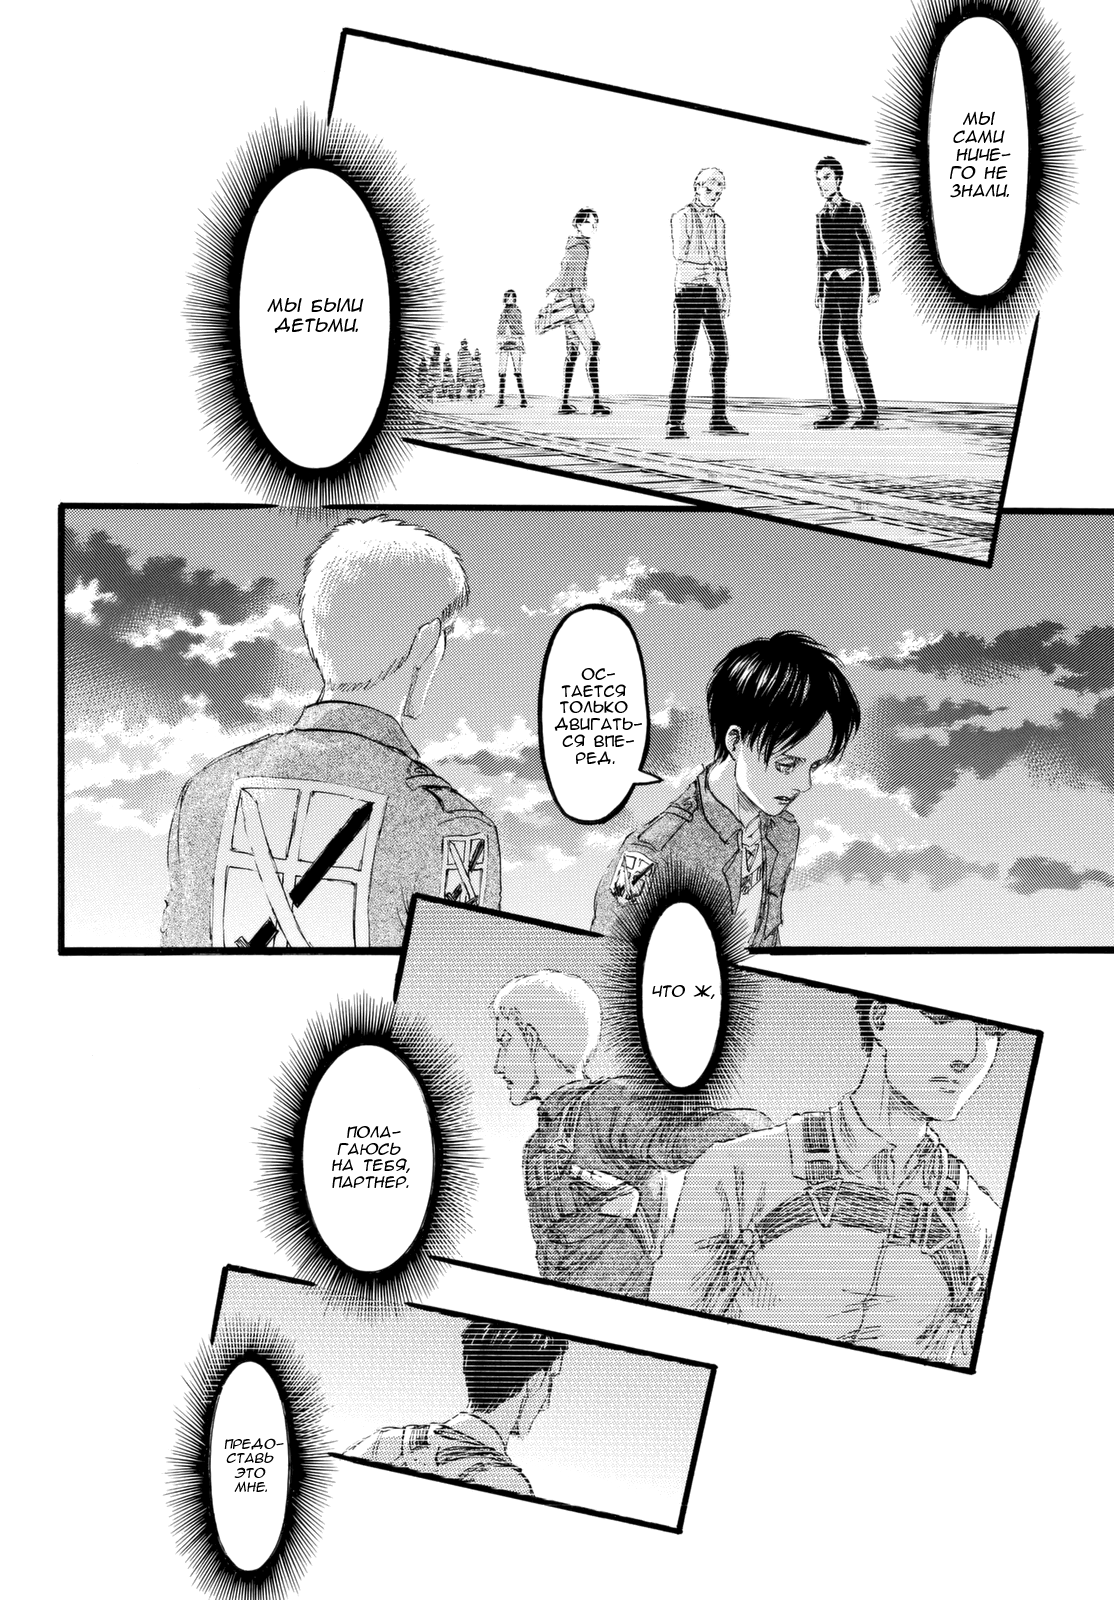 МЫ
САМИ
НИЧЕ-
ГО НЕ
ЗНАЛИ.
МЫ БЫЛИ
ДЕТЬМИ.
ОС-
ТАЕТСЯ
ТОЛЬКО
ДВИГАТЬ-
СЯ ВПЕ-
РЕД.
ЧТО Ж,
ПОЛА-
ГАЮСЬ
НА ТЕБЯ,
ПАРТНЕР.
ПРЕДО-
СТАВЬ
ЭТО
МНЕ.